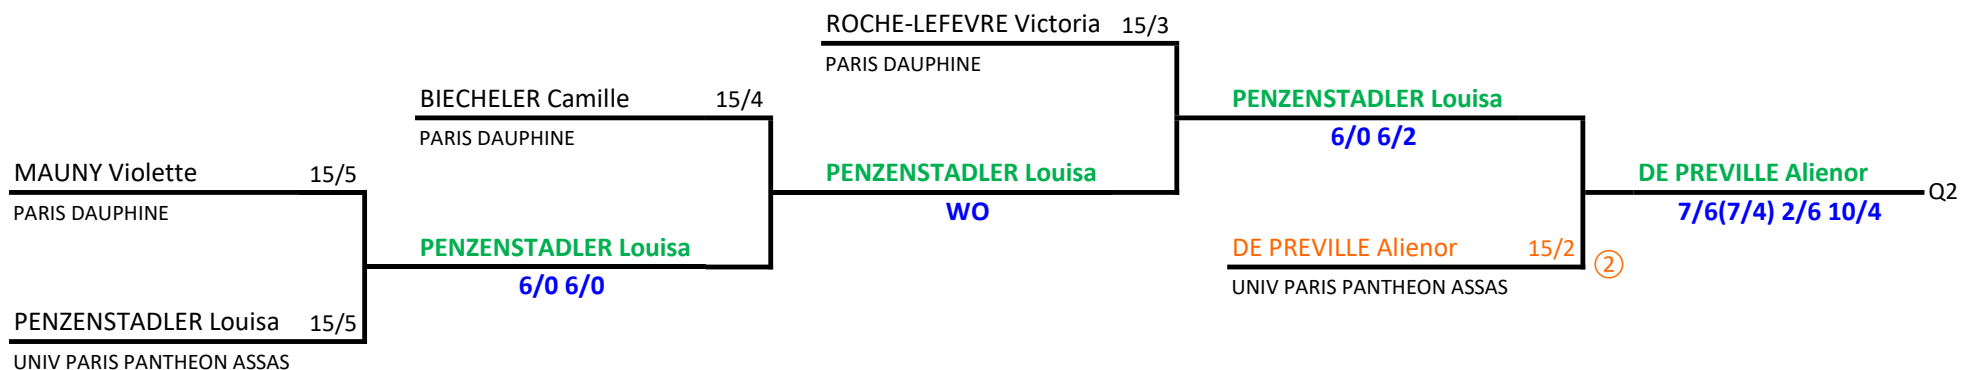 ROCHE-LEFEVRE Victoria 15/3
PARIS DAUPHINE
BIECHELER Camille 15/4
PENZENSTADLER Louisa
PARIS DAUPHINE
6/0 6/2
MAUNY Violette 15/5
PENZENSTADLER Louisa
DE PREVILLE Alienor
Q2
PARIS DAUPHINE
WO
7/6(7/4) 2/6 10/4
PENZENSTADLER Louisa
DE PREVILLE Alienor 15/2
2
6/0 6/0
UNIV PARIS PANTHEON ASSAS
PENZENSTADLER Louisa 15/5
UNIV PARIS PANTHEON ASSAS